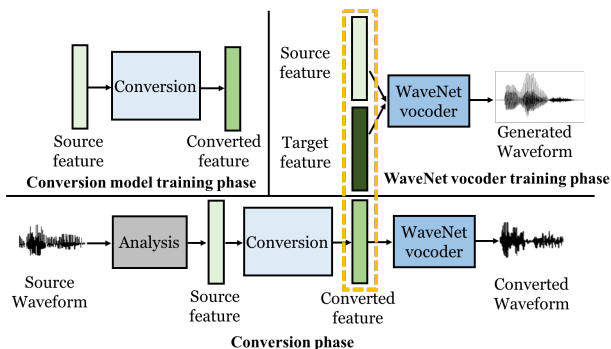 Conversion
Source
feature
Converted
feature
Conversion model training phase
Source
feature
Target
feature
WaveNet
vocoder
Generated
Waveform
WaveNet vocoder training phase
Source
Waveform
Analysis
Source
feature
Conversion
Converted
feature
WaveNet
vocoder
Converted
Waveform
Conversion phase